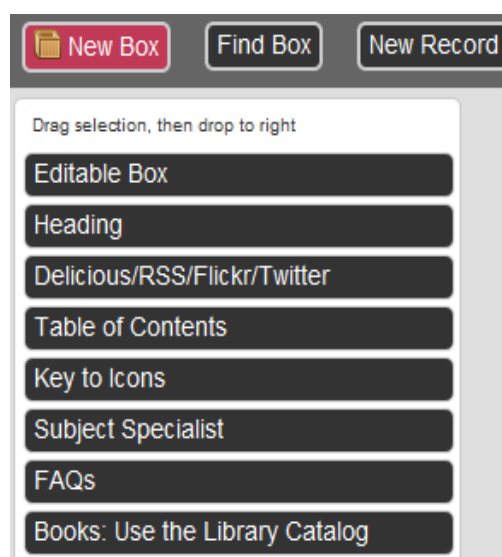 New Box Find Box New Record
Drag selection, then drop to right
Editable Box
Heading
Delicious/RSS/Flickr/Twitter
Table of Contents
Key to Icons
Subject Specialist
FAQs
Books: Use the Library Catalog